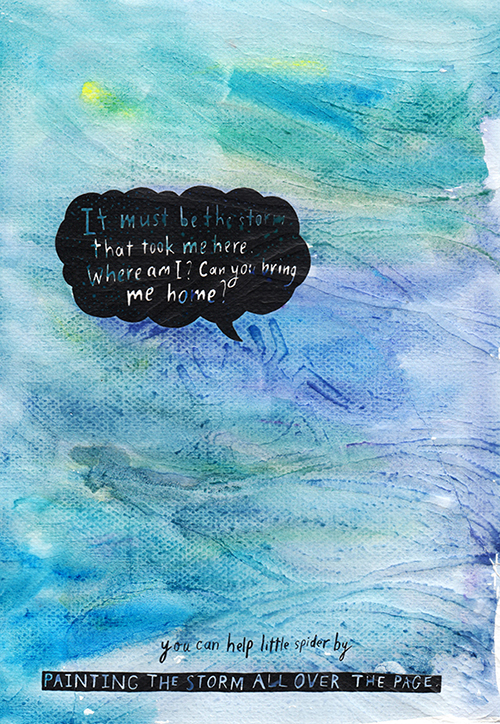 It must be the storm
that took me here.
Where am I? Can you bring
me home?
you can help little spider by
PAINTING THE STORM ALL OVER THE PAGE.